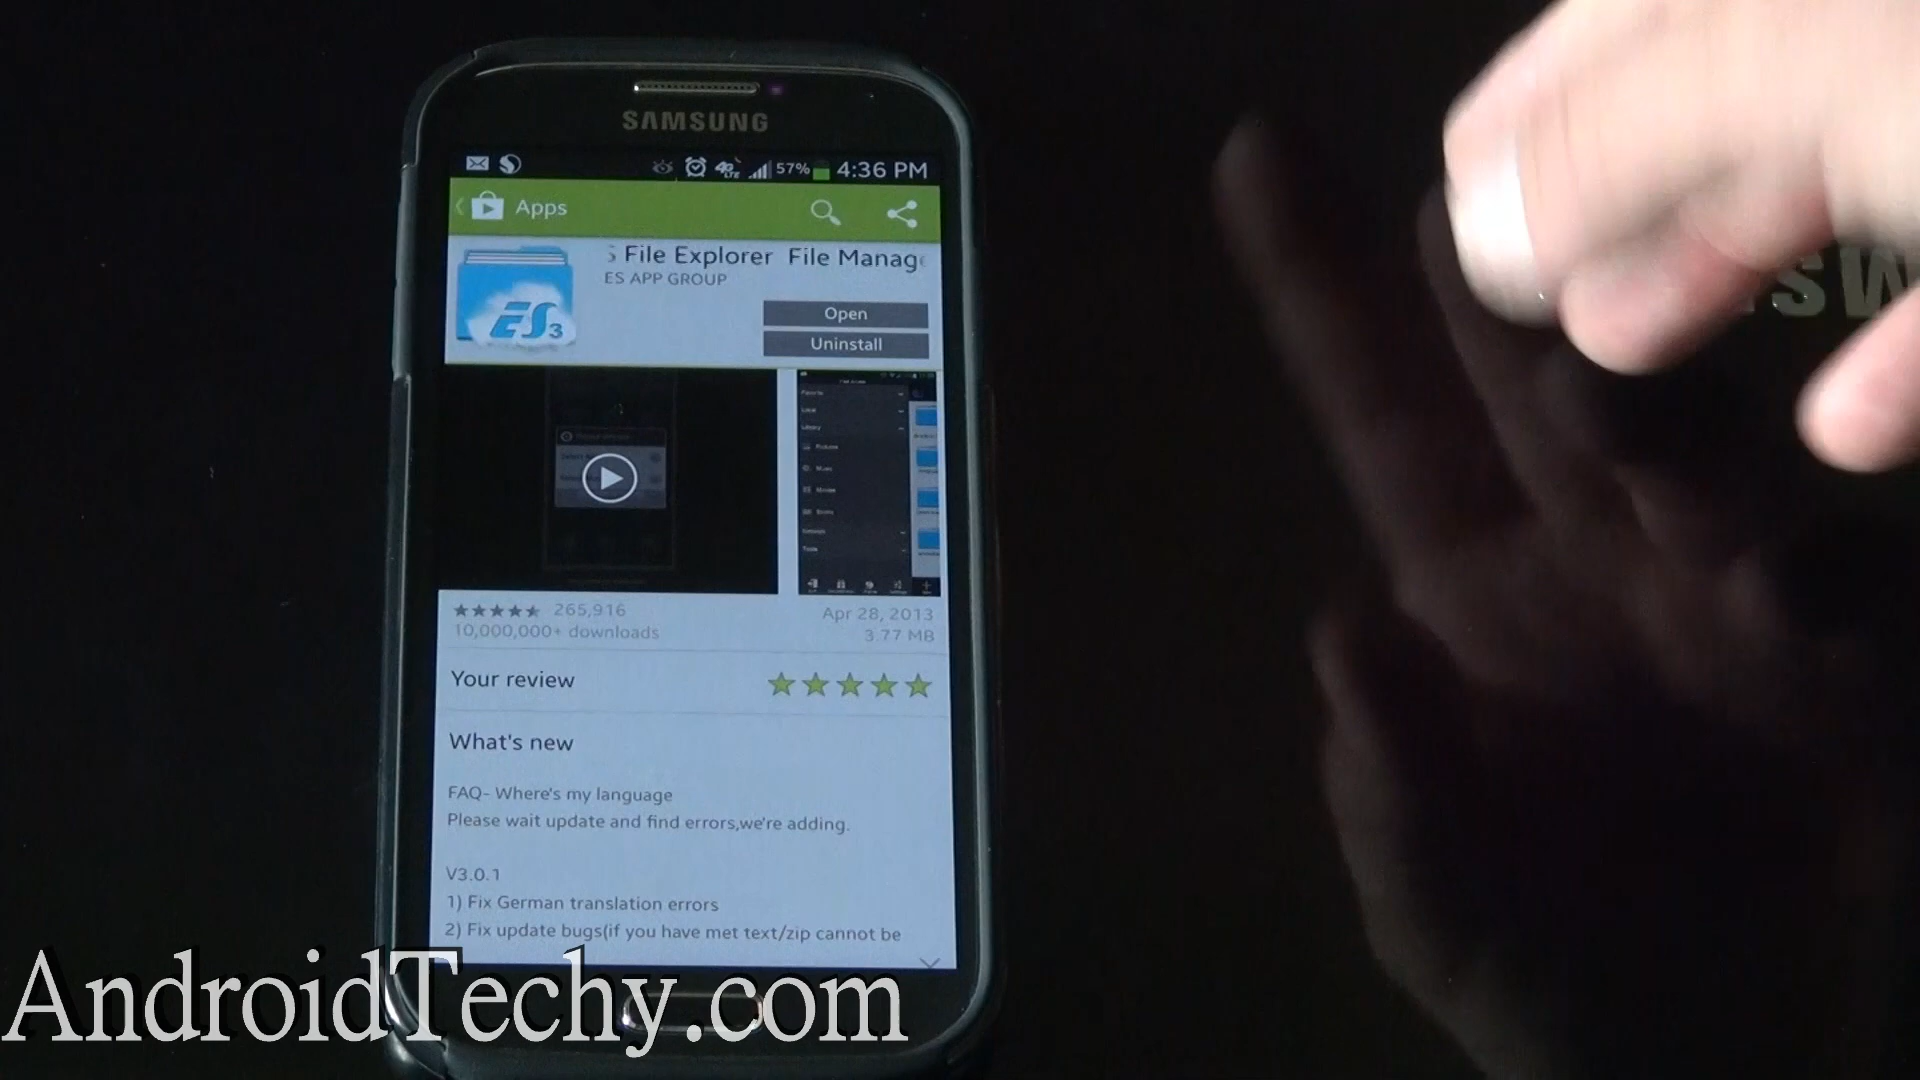 SAMSUNG
57% 4:36 PM
Apps
File Explorer File Manag
ES APP GROUP
ES3
Open
Uninstall
265,916
Apr 28, 2013
10,000,000+ downloads
3.77 MB
Your review
What's new
FAQ- Where's my language
Please wait update and find errors,we're adding.
V3.0.1
1) Fix German translation errors
2) Fix update bugs(if you have met text/zip cannot be
AndroidTechy.com